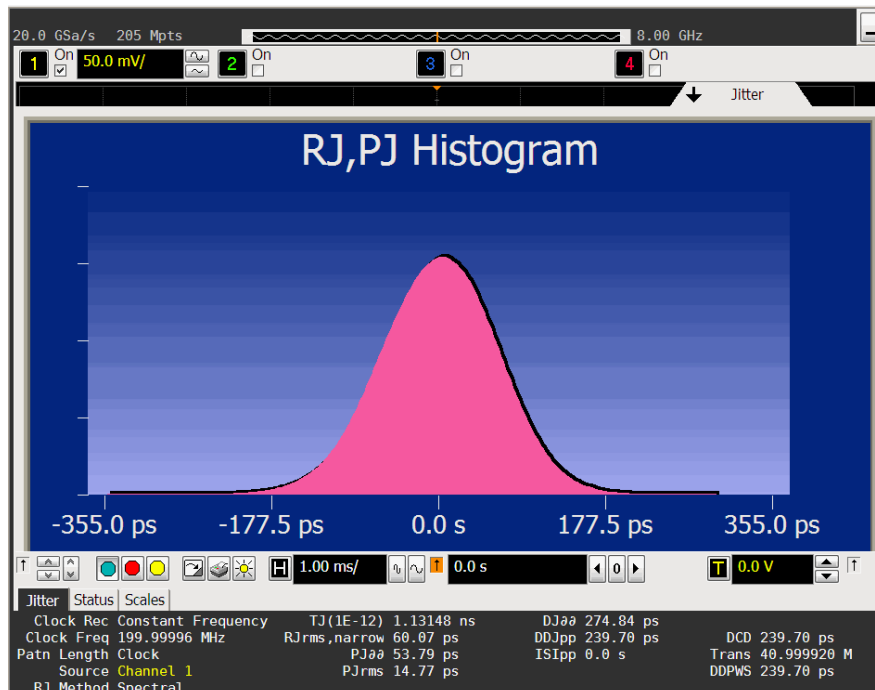 20.0 GSa/s 205 Mpts 8.00 GHz
1 On 50.0 mV/ 2 On 3 On 4 On
Jitter
RJ,PJ Histogram
-355.0 ps -177.5 ps 0.0 s 177.5 ps 355.0 ps
H 1.00 ms/ 0.0 s 0 T 0.0 V
Jitter Status Scales
Clock Rec Constant Frequency TJ(1E-12) 1.13148 ns DJ∂∂ 274.84 ps
Clock Freq 199.99996 MHz RJrms,narrow 60.07 ps DDJpp 239.70 ps DCD 239.70 ps
Patn Length Clock PJ∂∂ 53.79 ps ISIpp 0.0 s Trans 40.999920 M
Source Channel 1 PJrms 14.77 ps DDPWS 239.70 ps
RJ Method Spectral